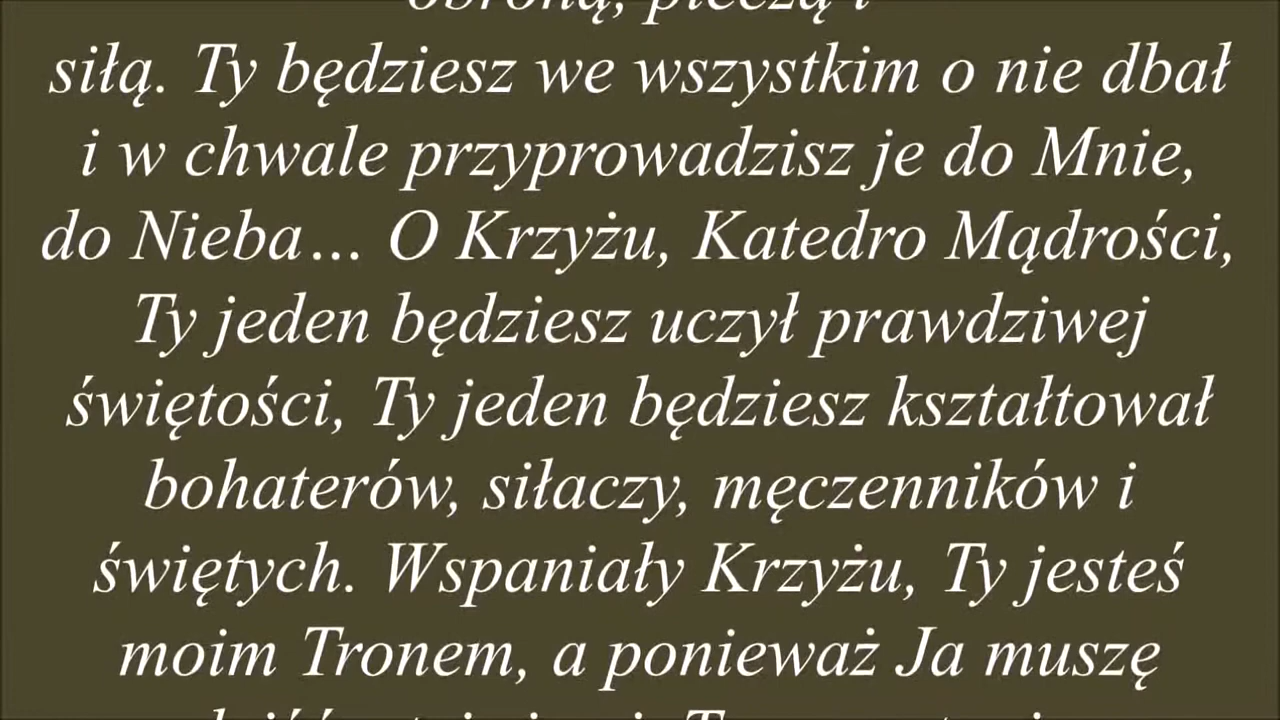 obroną, pieczą i
siłą. Ty będziesz we wszystkim o nie dbał
i w chwale przyprowadzisz je do Mnie,
do Nieba... O Krzyżu, Katedro Mądrości,
Ty jeden będziesz uczył prawdziwej
świętości, Ty jeden będziesz kształtował
bohaterów, siłaczy, męczenników i
świętych. Wspaniały Krzyżu, Ty jesteś
moim Tronem, a ponieważ Ja muszę